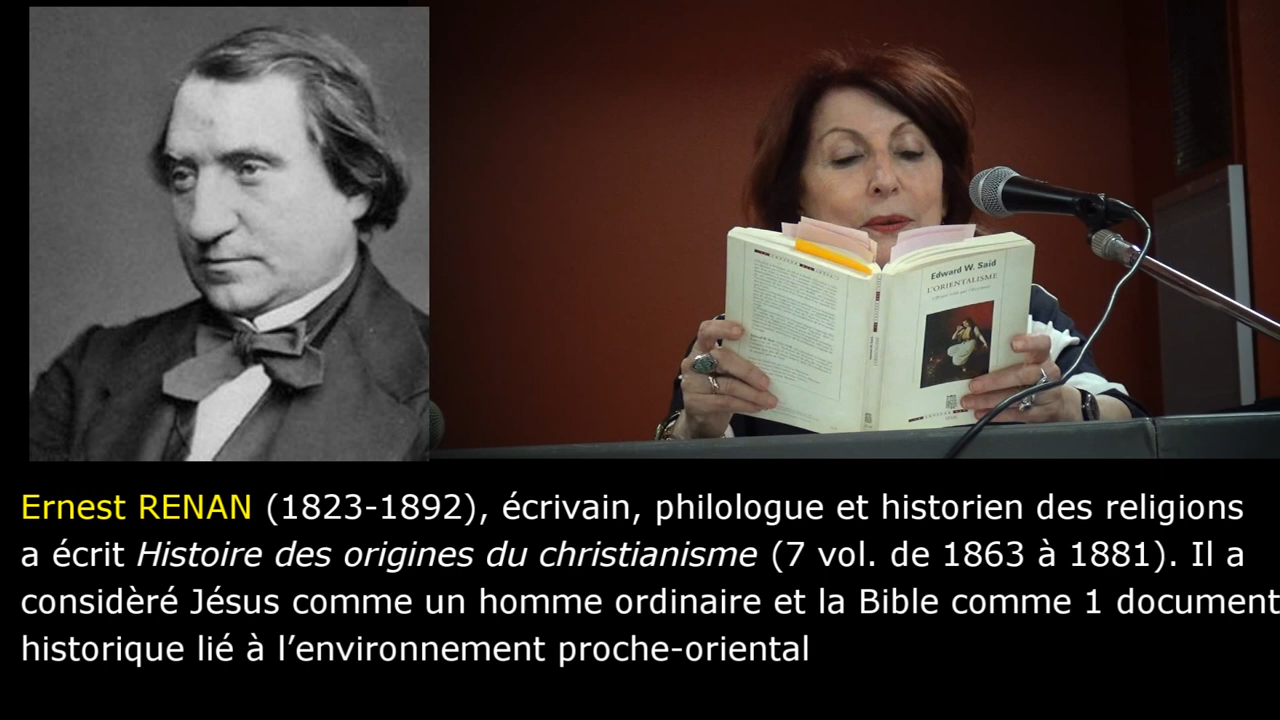 Edward W. Said
L'ORIENTALISME
Ernest RENAN (1823-1892), écrivain, philologue et historien des religions
a écrit Histoire des origines du christianisme (7 vol. de 1863 à 1881). Il a
considèré Jésus comme un homme ordinaire et la Bible comme 1 document
historique lié à l’environnement proche-oriental